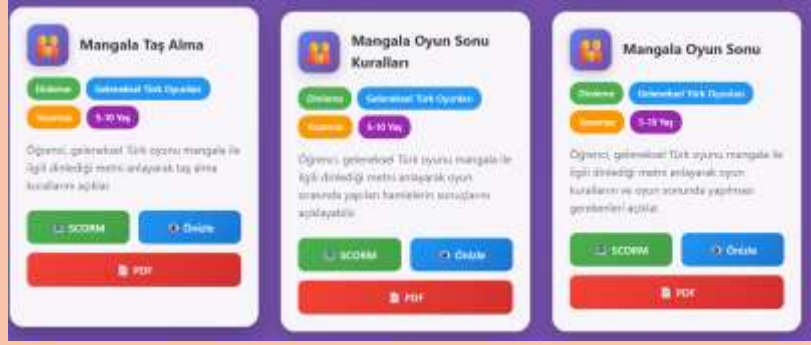 Mangala Taş Alma
Dinleme Geleneksel Türk Oyunları
5-10 Yaş
Öğrenci, geleneksel Türk oyunu mangala ile
ilgili dinlediği metni anlayarak taş alma
kurallarını açıklar.
SCORM Önizle
PDF
Mangala Oyun Sonu
Kuralları
Dinleme Geleneksel Türk Oyunları
5-10 Yaş
Öğrenci, geleneksel Türk oyunu mangala ile
ilgili dinlediği metni anlayarak oyun
sırasında yapılan hamlelerin sonuçlarını
açıklayabilir.
SCORM Önizle
PDF
Mangala Oyun Sonu
Dinleme Geleneksel Türk Oyunları
5-10 Yaş
Öğrenci, geleneksel Türk oyunu mangala ile
ilgili dinlediği metni anlayarak oyun
kurallarını ve oyun sonunda yapılması
gerekenleri açıklar.
SCORM Önizle
PDF